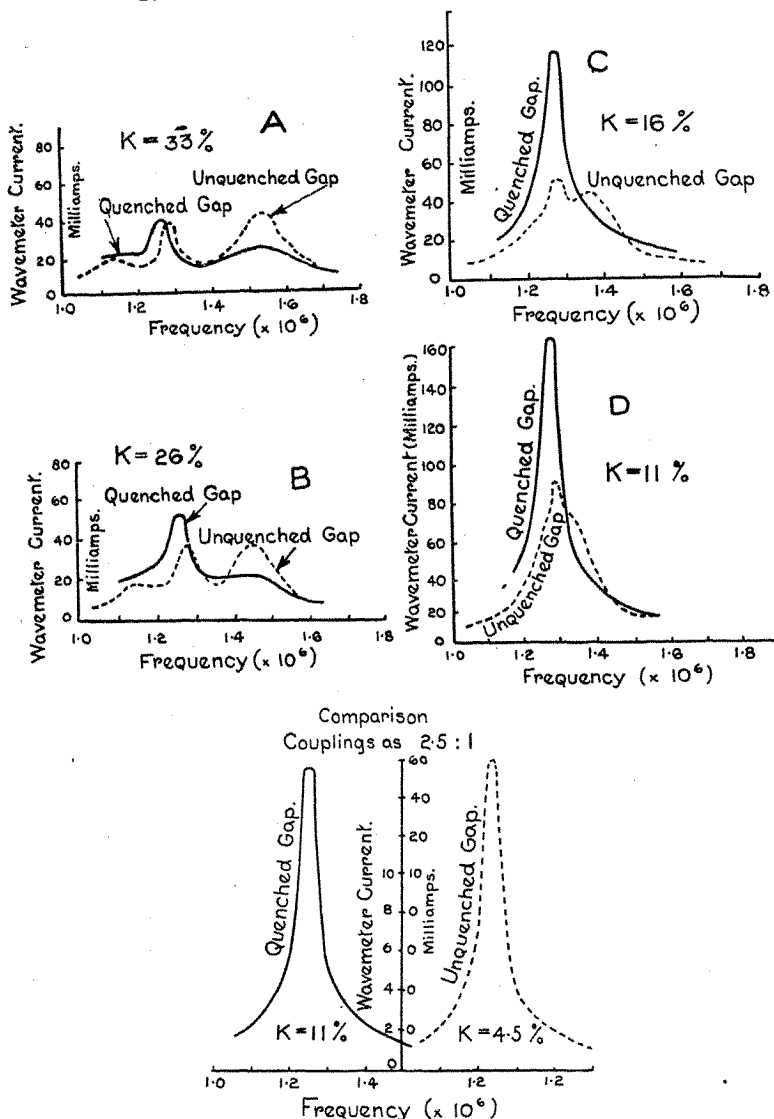 A
K = 33%
Wavemeter Current.
Milliamps.
80
60
40
20
0
Quenched Gap
Unquenched Gap
1.0
1.2
1.4
1.6
1.8
Frequency (x 10⁶)
C
K = 16 %
Wavemeter Current.
Milliamps.
120
100
80
60
40
20
0
Quenched Gap.
Unquenched Gap
1.0
1.2
1.4
1.6
1.8
Frequency (x 10⁶)
B
K = 26%
Wavemeter Current.
Milliamps.
80
60
40
20
0
Quenched Gap
Unquenched Gap
1.0
1.2
1.4
1.6
1.8
Frequency (x 10⁶)
D
K = 11 %
Wavemeter Current (Milliamps.)
160
140
120
100
80
60
40
20
0
Quenched Gap.
Unquenched Gap
1.0
1.2
1.4
1.6
1.8
Frequency (x 10⁶)
Comparison
Couplings as 2.5 : 1
Quenched Gap.
Wavemeter Current.
Milliamps.
Unquenched Gap.
60
40
20
10 0
8 0
6 0
4 0
2 0
0
K = 11 %
K = 4.5%
1.0
1.2
1.4
1.2
1.2
Frequency (x 10⁶)